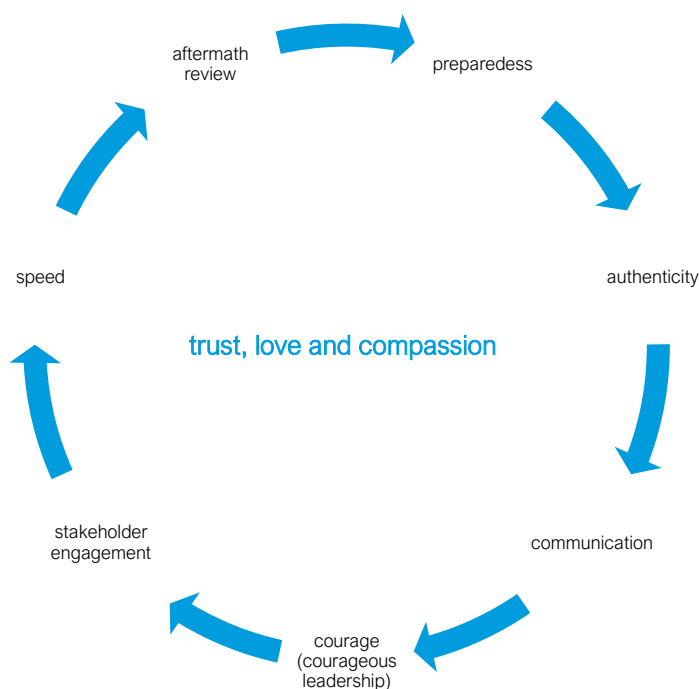 aftermath
review
preparedess
speed
authenticity
trust, love and compassion
stakeholder
engagement
communication
courage
(courageous
leadership)